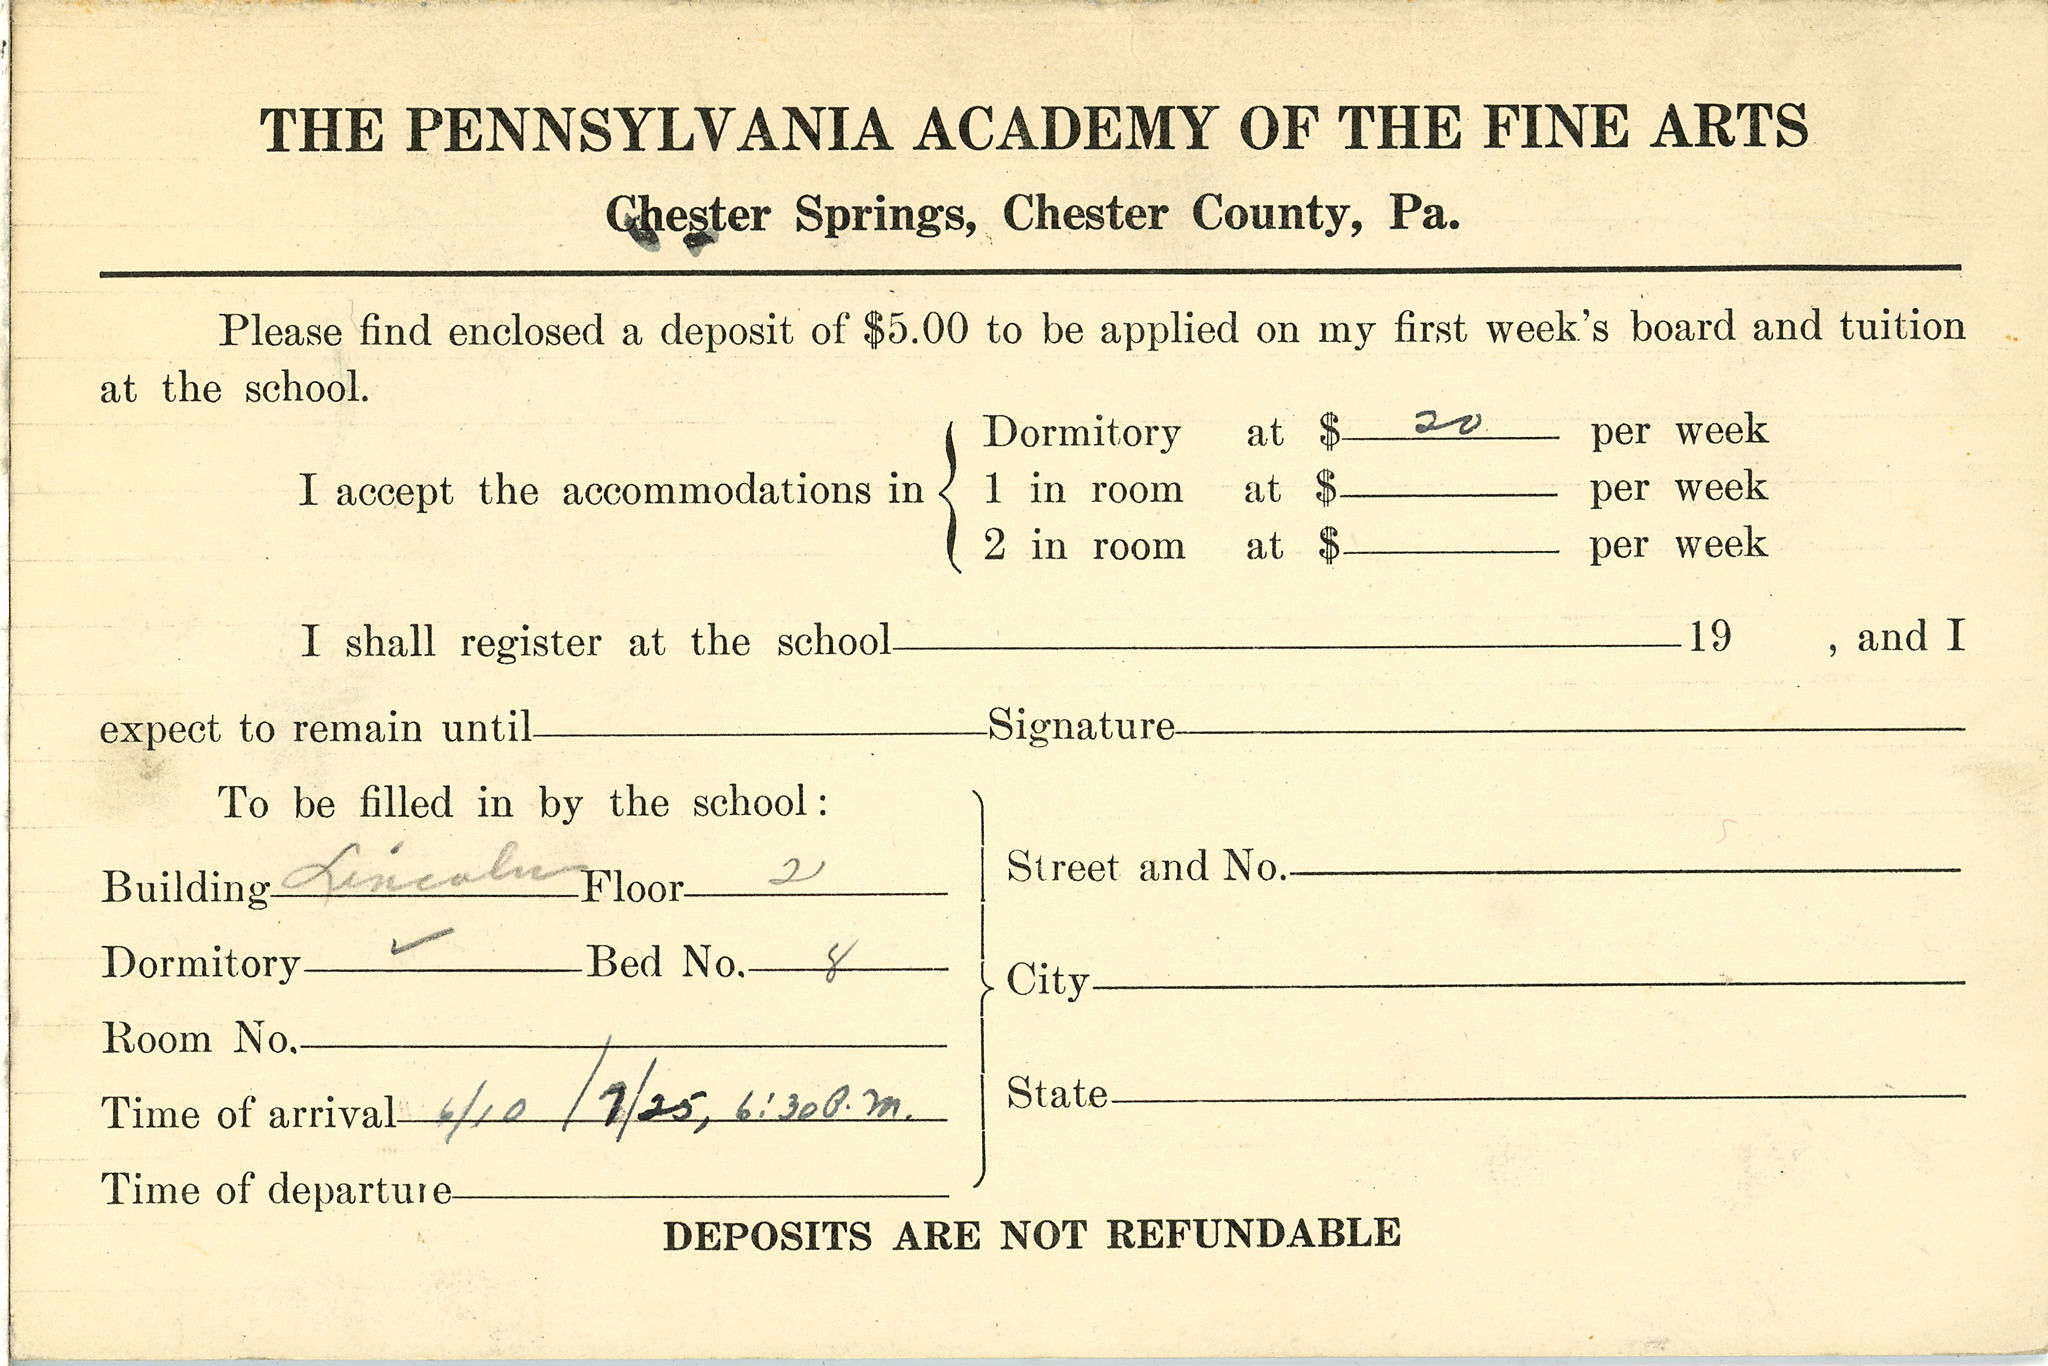 THE PENNSYLVANIA ACADEMY OF THE FINE ARTS
Chester Springs, Chester County, Pa.
Please find enclosed a deposit of $5.00 to be applied on my first week's board and tuition
at the school.
Dormitory at $ 20 per week
I accept the accommodations in 1 in room at $ per week
2 in room at $ per week
I shall register at the school 19 , and I
expect to remain until Signature
To be filled in by the school:
Building Lincoln Floor 2
Dormitory ✓ Bed No. 8
Room No.
Time of arrival 6/10 / 7/25, 6:30 P.M.
Time of departure
Street and No.
City
State
DEPOSITS ARE NOT REFUNDABLE